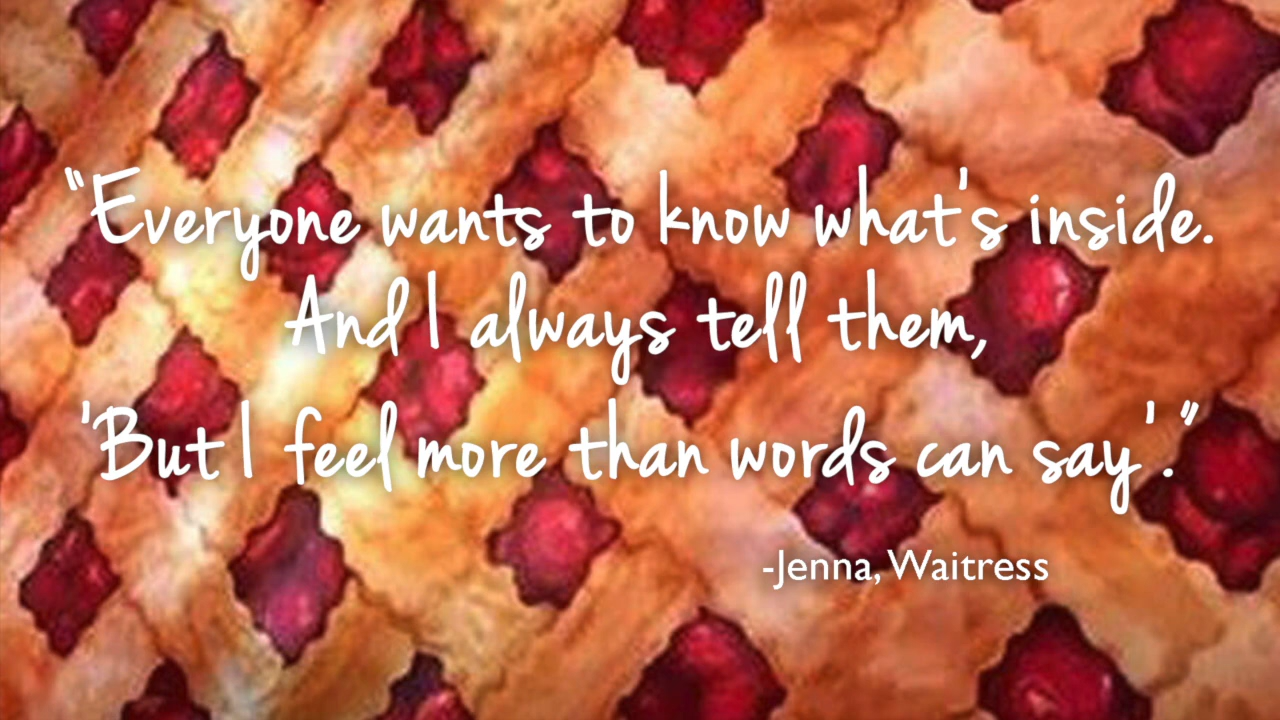 “Everyone wants to know what's inside.
And I always tell them,
'But I feel more than words can say'.”
-Jenna, Waitress